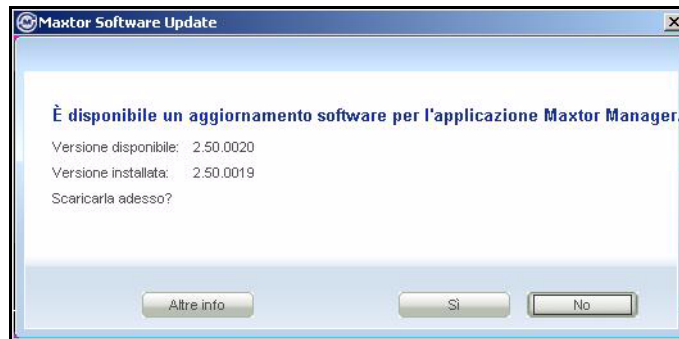 Maxtor Software Update
È disponibile un aggiornamento software per l'applicazione Maxtor Manager.
Versione disponibile: 2.50.0020
Versione installata: 2.50.0019
Scaricarla adesso?
Altre info Sì No